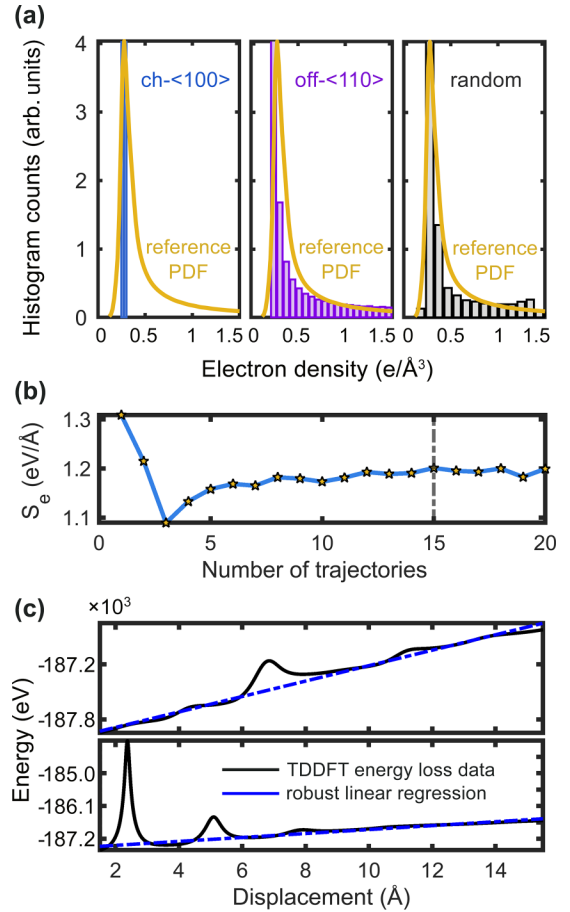 (a)
Histogram counts (arb. units)
4
3
2
1
0
ch-<100>
reference
PDF
off-<110>
reference
PDF
random
reference
PDF
0 0.5 1 1.5
0 0.5 1 1.5
0 0.5 1 1.5
Electron density (e/Å³)
(b)
S_e (eV/Å)
1.3
1.2
1.1
0 5 10 15 20
Number of trajectories
(c)
×10³
Energy (eV)
-187.2
-187.8
-185.0
-186.1
-187.2
TDDFT energy loss data
robust linear regression
2 4 6 8 10 12 14
Displacement (Å)